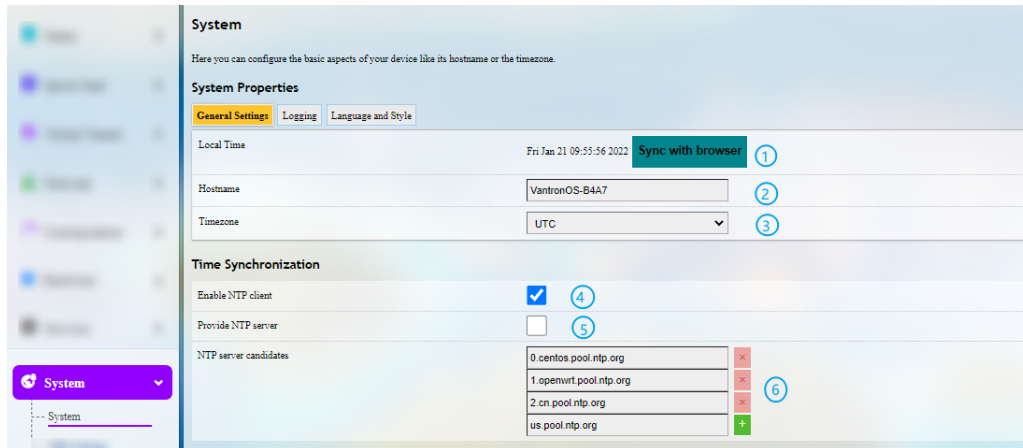 System
Here you can configure the basic aspects of your device like its hostname or the timezone.
System Properties
General Settings Logging Language and Style
Local Time Fri Jan 21 09:55:56 2022 Sync with browser 1
Hostname VantronOS-B4A7 2
Timezone UTC 3
Time Synchronization
Enable NTP client 4
Provide NTP server 5
NTP server candidates 0.centos.pool.ntp.org ×
1.openwrt.pool.ntp.org × 6
2.cn.pool.ntp.org ×
us.pool.ntp.org +
System
System